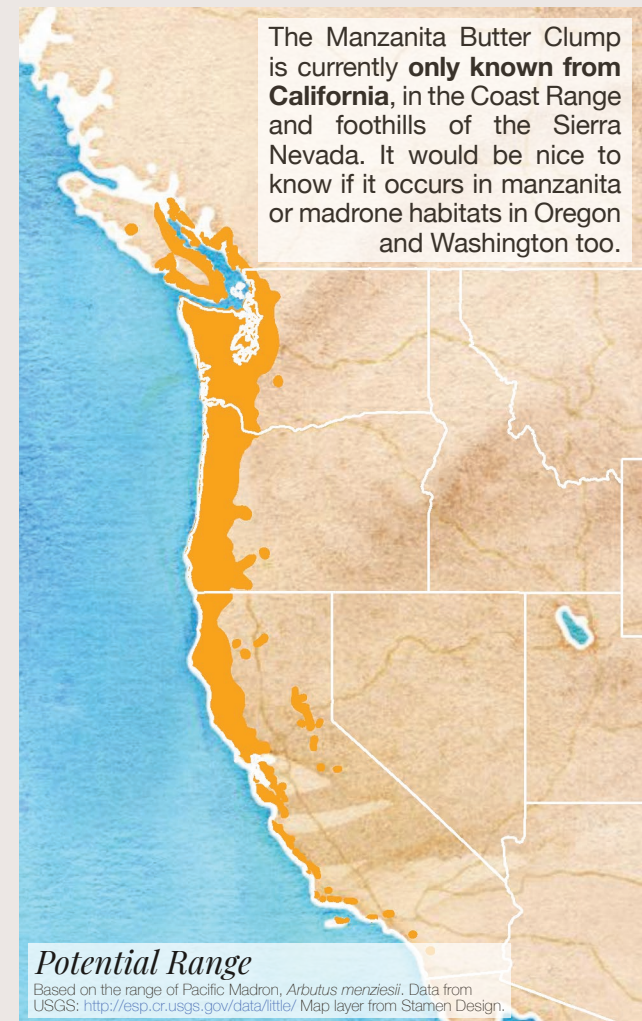 The Manzanita Butter Clump
is currently only known from
California, in the Coast Range
and foothills of the Sierra
Nevada. It would be nice to
know if it occurs in manzanita
or madrone habitats in Oregon
and Washington too.
Potential Range
Based on the range of Pacific Madron, Arbutus menziesii. Data from
USGS: http://esp.cr.usgs.gov/data/little/ Map layer from Stamen Design.